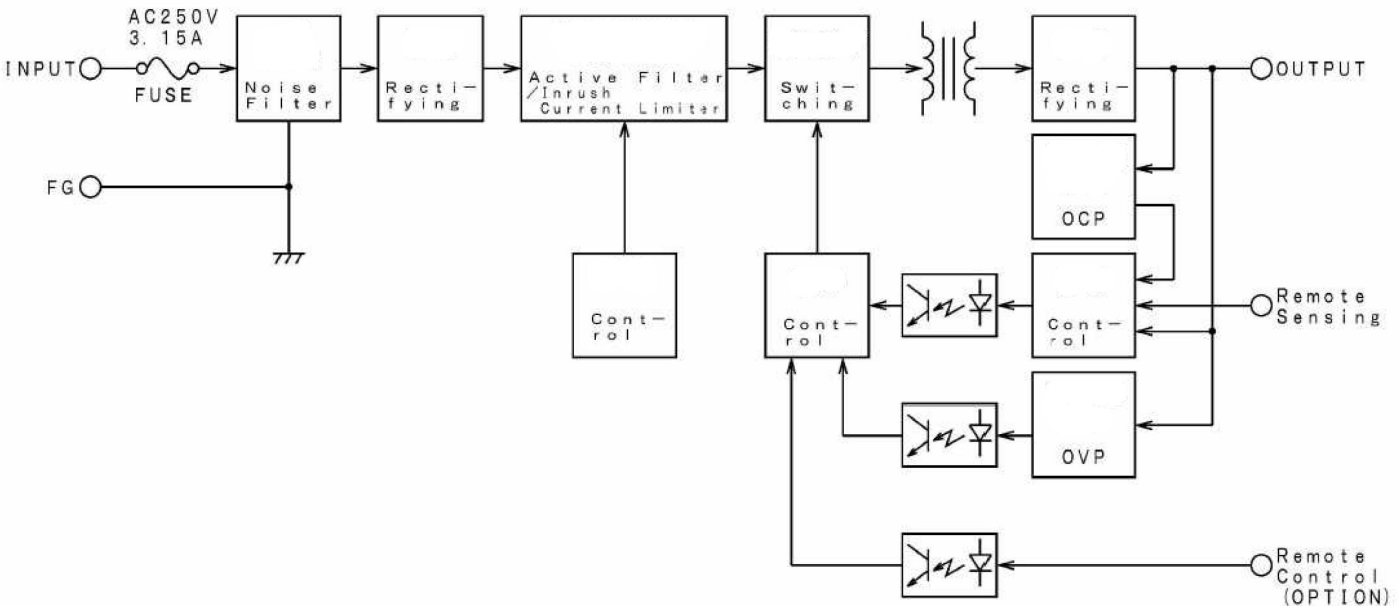 AC250V
3. 15A
INPUT
FUSE
Noise
Filter
Recti-
fying
Active Filter
/Inrush
Current Limiter
Swit-
ching
Recti-
fying
OUTPUT
FG
OCP
Cont-
rol
Cont-
rol
Cont-
rol
Remote
Sensing
OVP
Remote
Control
(OPTION)